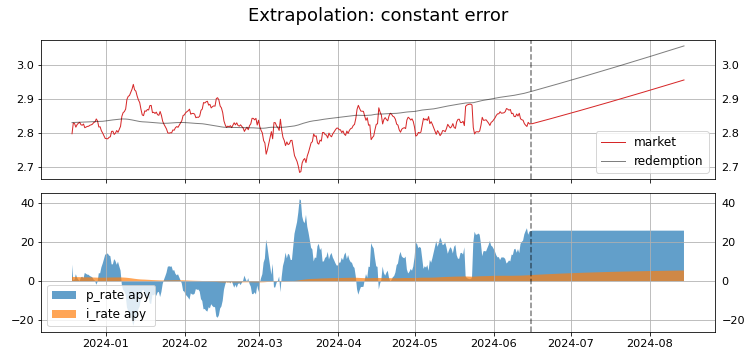 Extrapolation: constant error
3.0 3.0
2.9 2.9
2.8 2.8
2.7 2.7
market
redemption
40 40
20 20
0 0
−20 −20
p_rate apy
i_rate apy
2024-01 2024-02 2024-03 2024-04 2024-05 2024-06 2024-07 2024-08